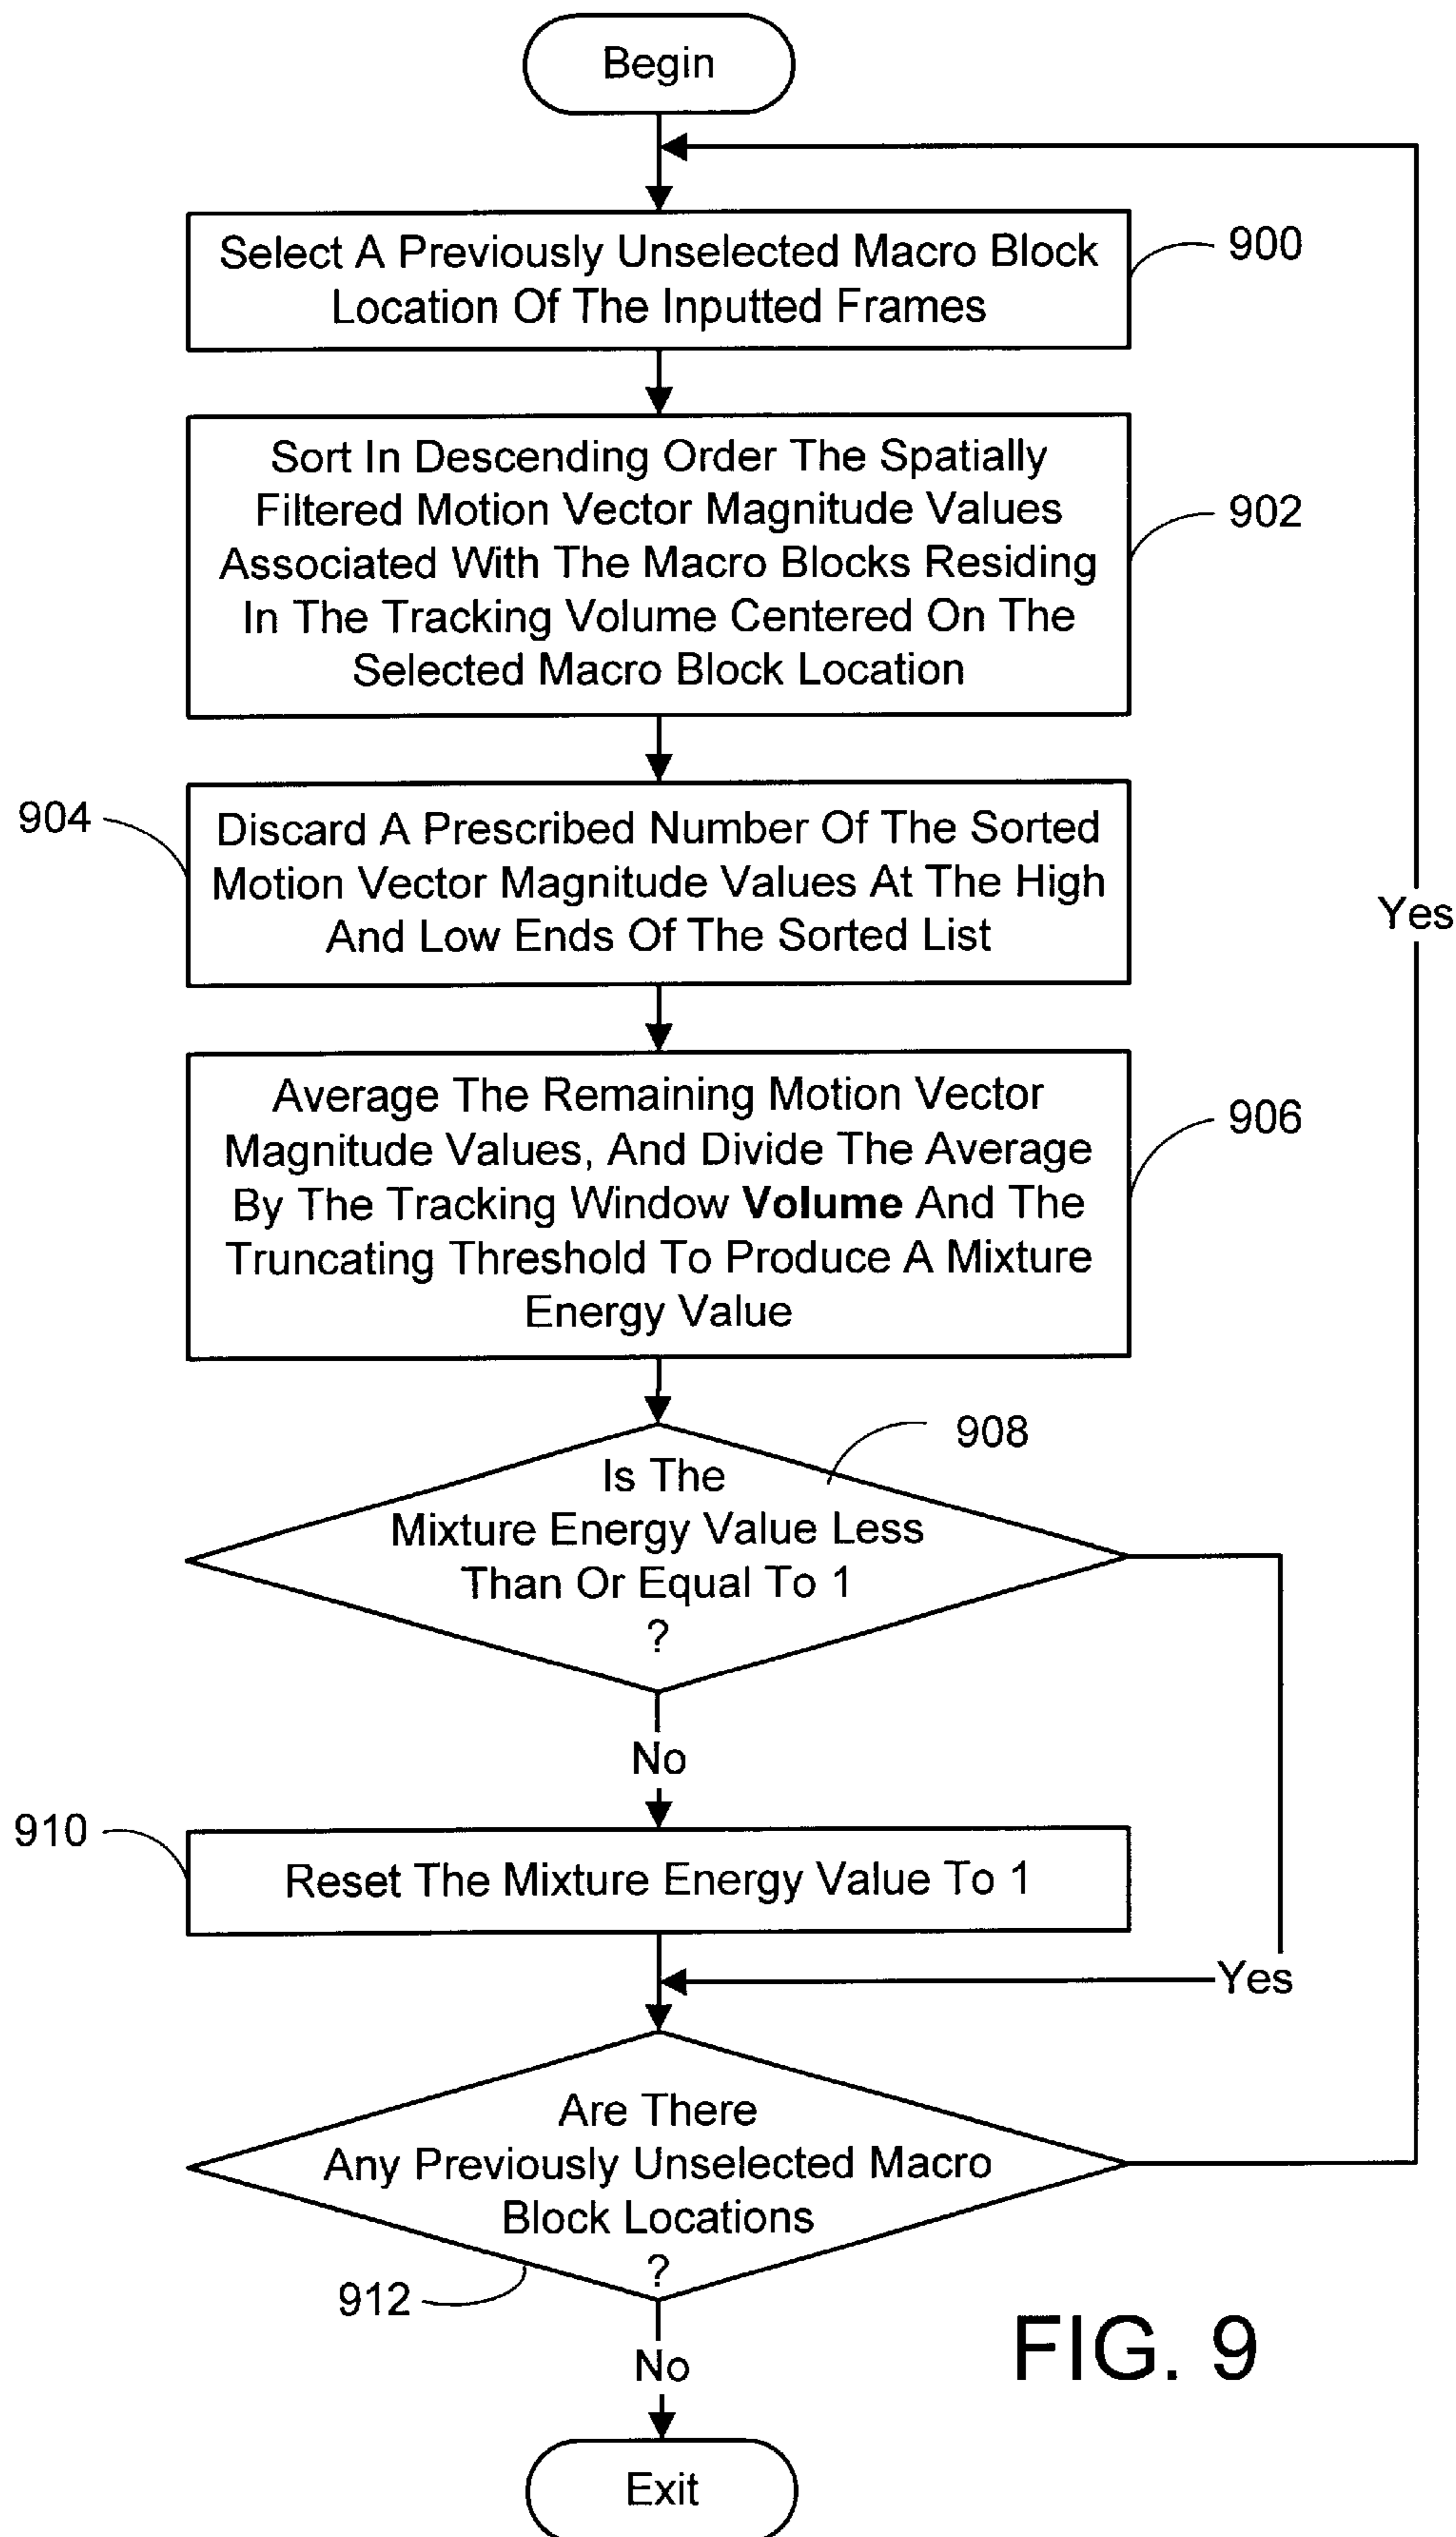 Begin
Select A Previously Unselected Macro Block
Location Of The Inputted Frames
900
Sort In Descending Order The Spatially
Filtered Motion Vector Magnitude Values
Associated With The Macro Blocks Residing
In The Tracking Volume Centered On The
Selected Macro Block Location
902
904
Discard A Prescribed Number Of The Sorted
Motion Vector Magnitude Values At The High
And Low Ends Of The Sorted List
Yes
Average The Remaining Motion Vector
Magnitude Values, And Divide The Average
By The Tracking Window Volume And The
Truncating Threshold To Produce A Mixture
Energy Value
906
908
Is The
Mixture Energy Value Less
Than Or Equal To 1
?
No
910
Reset The Mixture Energy Value To 1
Yes
Are There
Any Previously Unselected Macro
Block Locations
?
912
No
FIG. 9
Exit